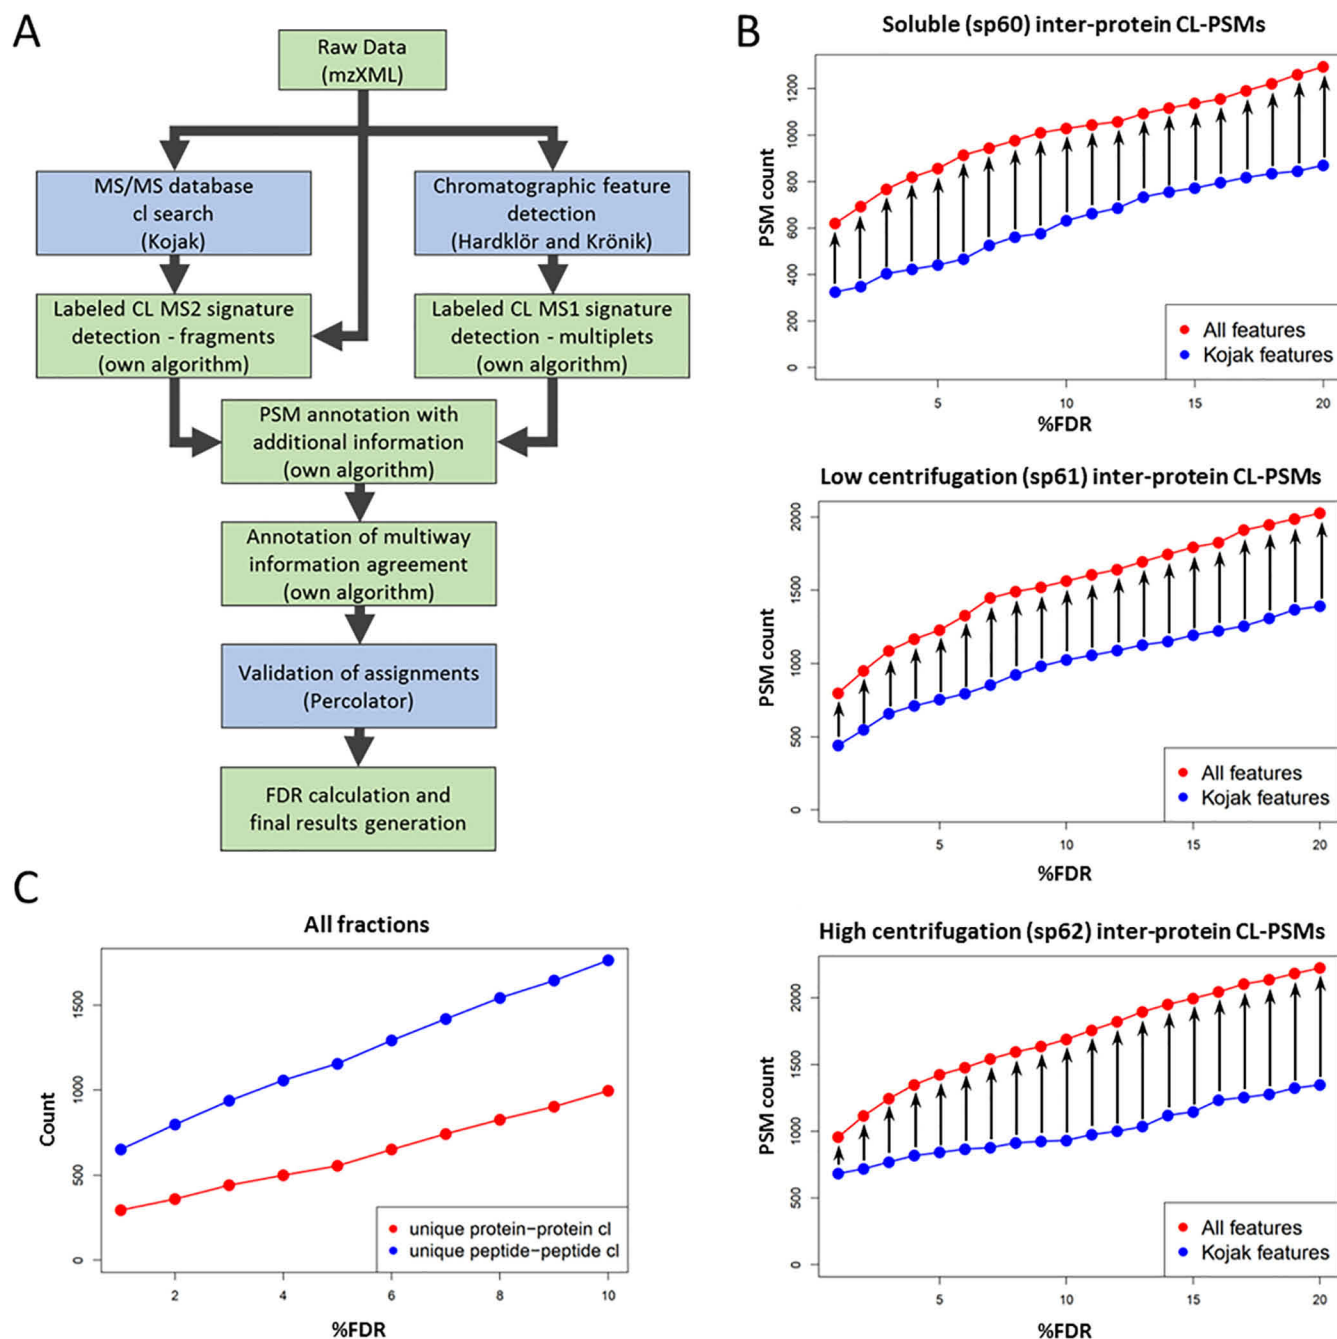 A
Raw Data
(mzXML)
MS/MS database
cl search
(Kojak)
Chromatographic feature
detection
(Hardklör and Krönik)
Labeled CL MS2 signature
detection - fragments
(own algorithm)
Labeled CL MS1 signature
detection - multiplets
(own algorithm)
PSM annotation with
additional information
(own algorithm)
Annotation of multiway
information agreement
(own algorithm)
Validation of assignments
(Percolator)
FDR calculation and
final results generation
B
Soluble (sp60) inter-protein CL-PSMs
PSM count
1200
1000
800
600
400
200
0
All features
Kojak features
5
10
15
20
%FDR
Low centrifugation (sp61) inter-protein CL-PSMs
PSM count
2000
1500
1000
500
0
All features
Kojak features
5
10
15
20
%FDR
High centrifugation (sp62) inter-protein CL-PSMs
PSM count
2000
1500
1000
500
0
All features
Kojak features
5
10
15
20
%FDR
C
All fractions
Count
1500
1000
500
0
unique protein−protein cl
unique peptide−peptide cl
2
4
6
8
10
%FDR